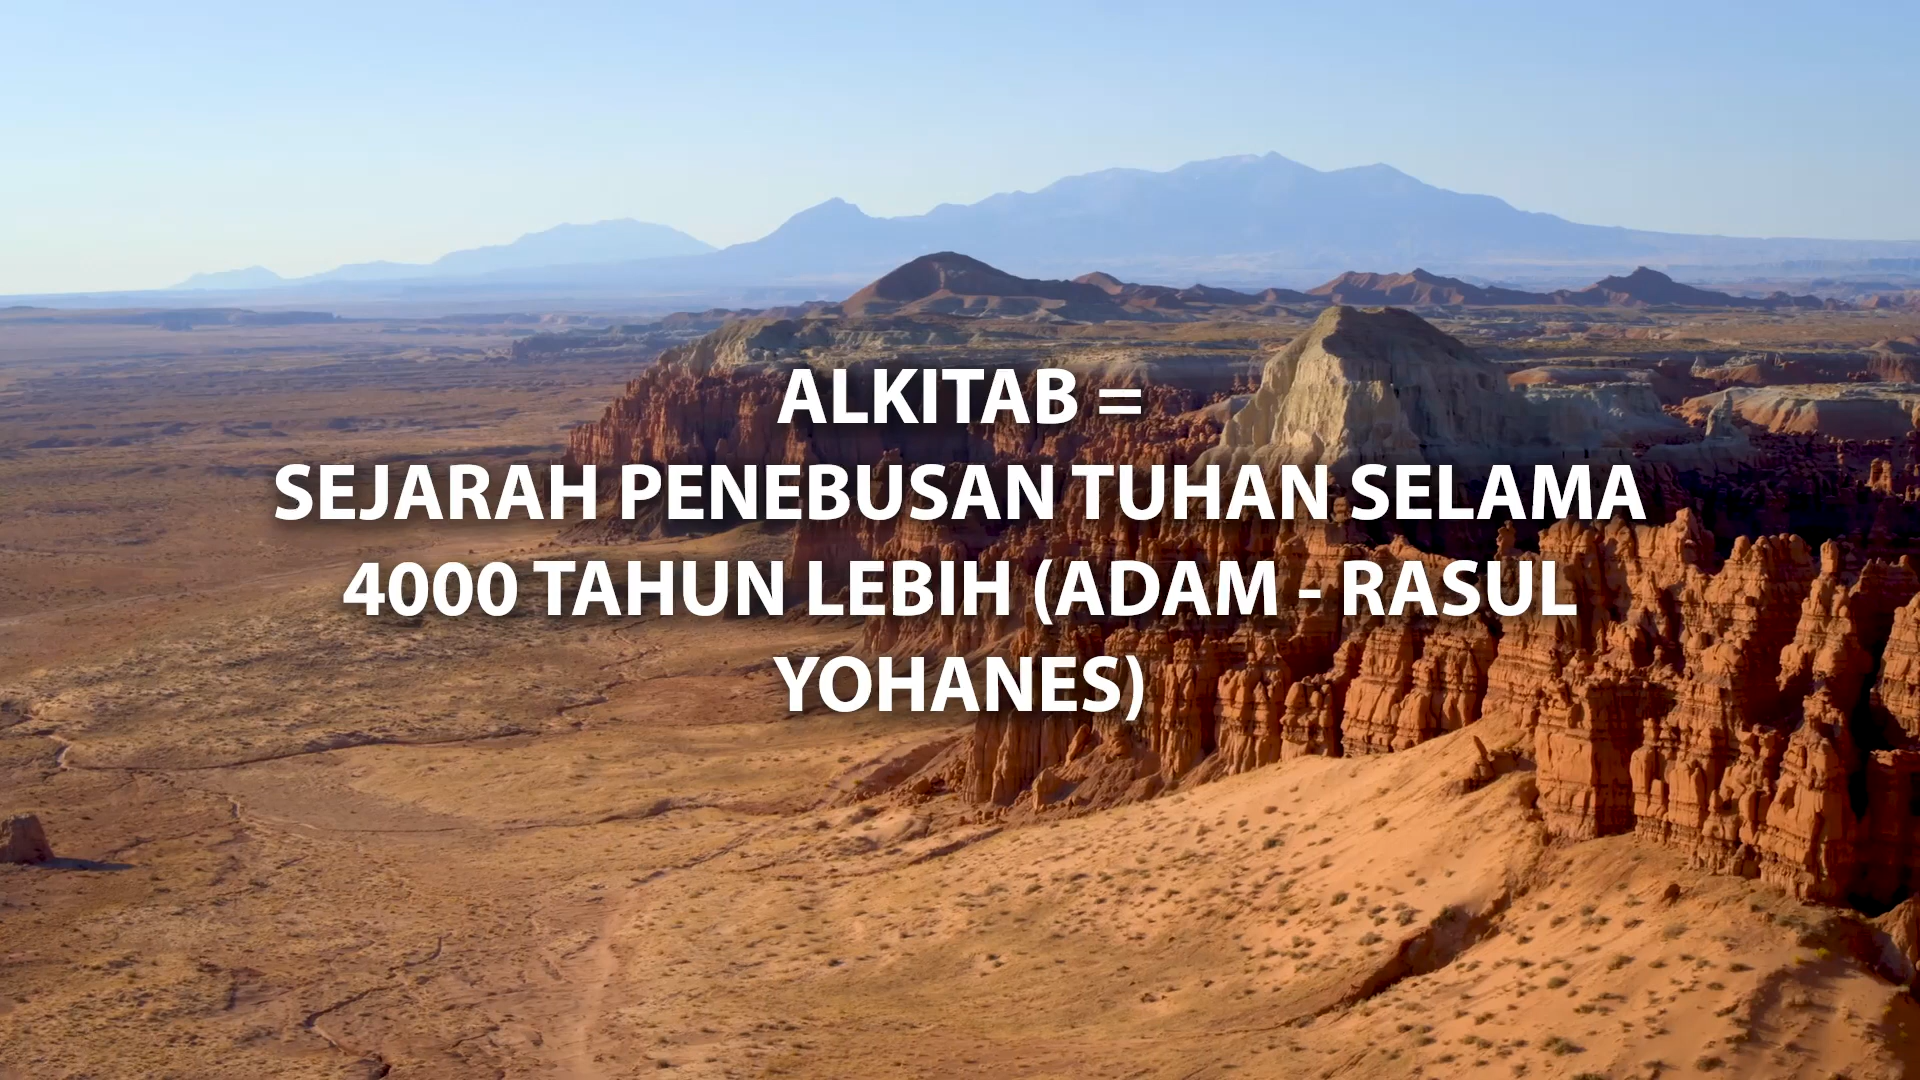 ALKITAB =
SEJARAH PENEBUSAN TUHAN SELAMA
4000 TAHUN LEBIH (ADAM - RASUL
YOHANES)